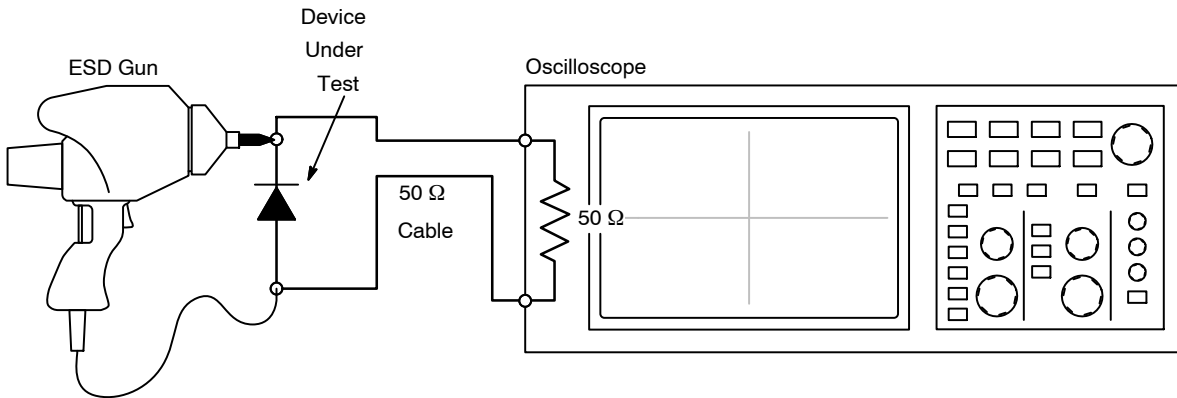 Device
Under
Test
ESD Gun
Oscilloscope
50 Ω
Cable
50 Ω